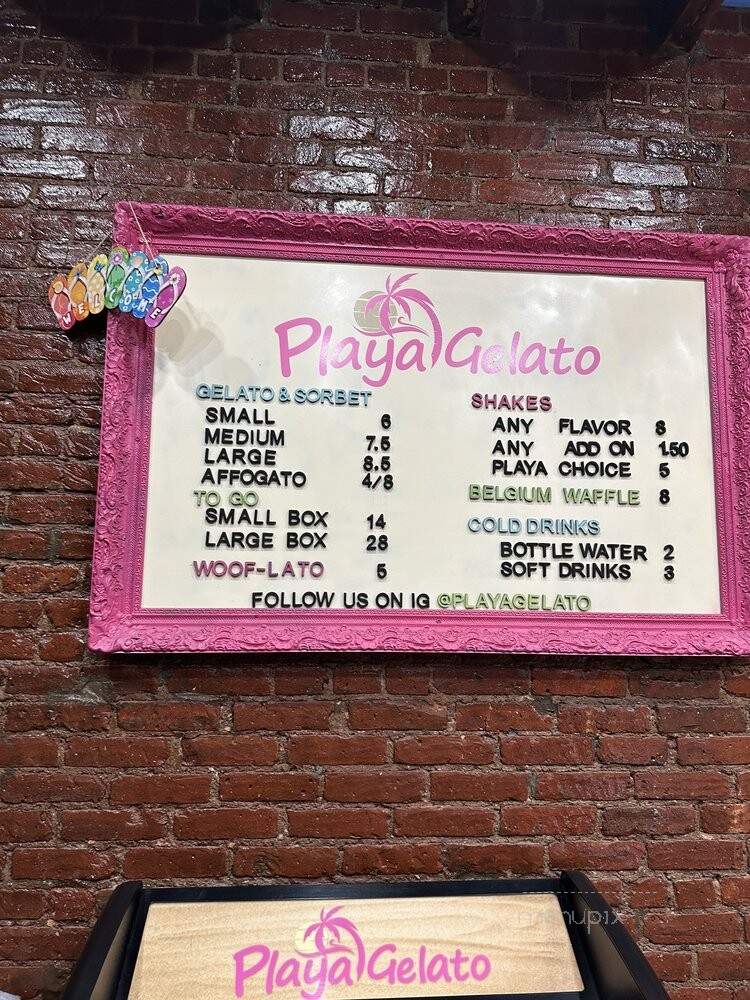 WELCOME
Playa Gelato
GELATO & SORBET
SMALL 6
MEDIUM 7.5
LARGE 8.5
AFFOGATO 4/8
TO GO
SMALL BOX 14
LARGE BOX 28
WOOF-LATO 5
SHAKES
ANY FLAVOR 8
ANY ADD ON 1.50
PLAYA CHOICE 5
BELGIUM WAFFLE 8
COLD DRINKS
BOTTLE WATER 2
SOFT DRINKS 3
FOLLOW US ON IG @PLAYAGELATO
Playa Gelato
menupix